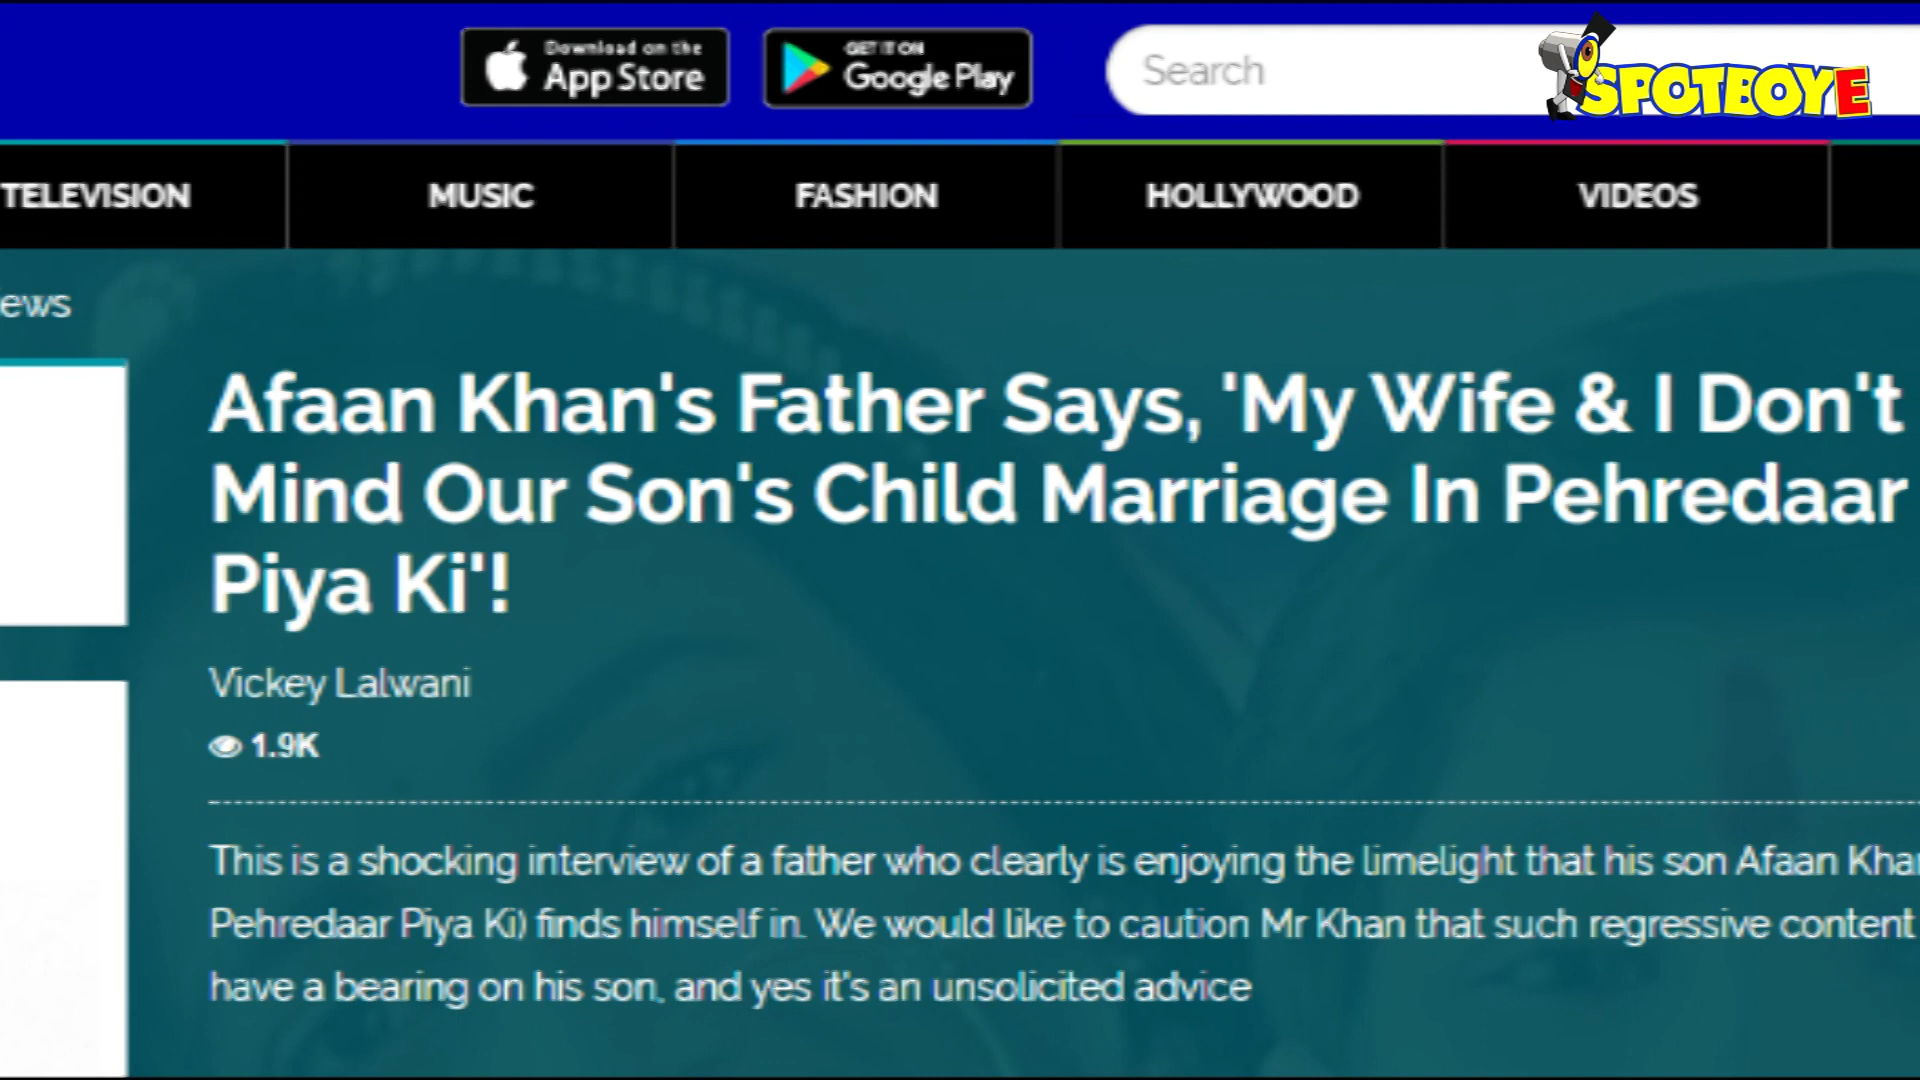 Download on the
App Store
GET IT ON
Google Play
Search
SPOTBOYE
TELEVISION
MUSIC
FASHION
HOLLYWOOD
VIDEOS
ews
Afaan Khan's Father Says, 'My Wife & I Don't
Mind Our Son's Child Marriage In Pehredaar
Piya Ki'!
Vickey Lalwani
1.9K
This is a shocking interview of a father who clearly is enjoying the limelight that his son Afaan Khan
Pehredaar Piya Ki) finds himself in. We would like to caution Mr Khan that such regressive content
have a bearing on his son, and yes it's an unsolicited advice